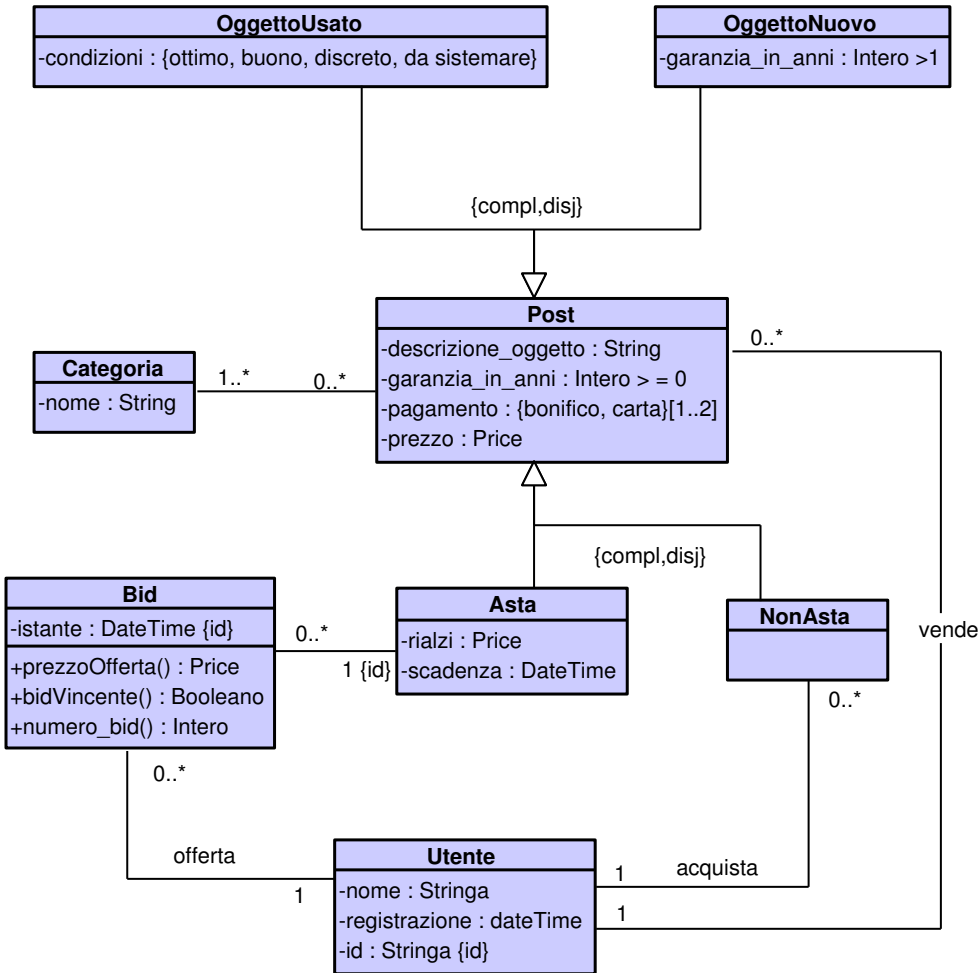 OggettoUsato
-condizioni : {ottimo, buono, discreto, da sistemare}
OggettoNuovo
-garanzia_in_anni : Intero >1
{compl,disj}
Post
-descrizione_oggetto : String
-garanzia_in_anni : Intero > = 0
-pagamento : {bonifico, carta}[1..2]
-prezzo : Price
0..*
Categoria
-nome : String
1..*
0..*
{compl,disj}
Bid
-istante : DateTime {id}
+prezzoOfferta() : Price
+bidVincente() : Booleano
+numero_bid() : Intero
0..*
1 {id}
Asta
-rialzi : Price
-scadenza : DateTime
NonAsta
vende
0..*
0..*
offerta
1
Utente
-nome : Stringa
-registrazione : dateTime
-id : Stringa {id}
1
acquista
1